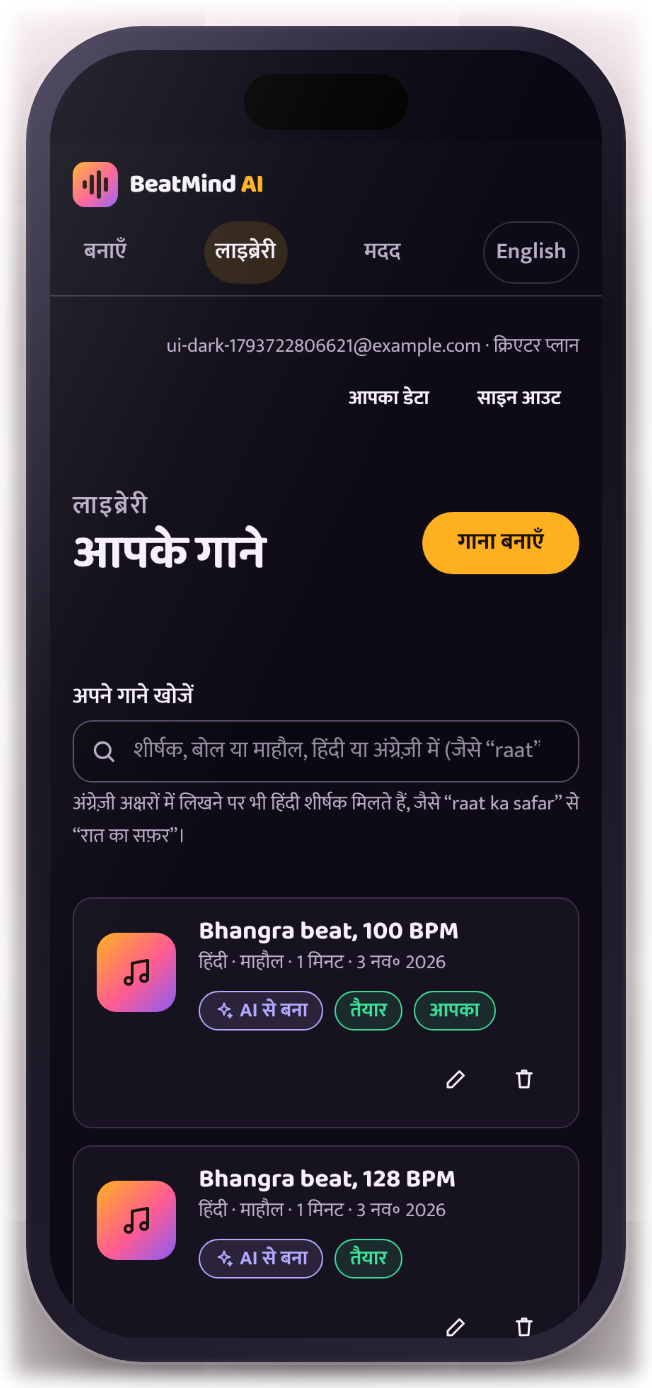 BeatMind AI
बनाएँ लाइब्रेरी मदद English
ui-dark-1793722806621@example.com · क्रिएटर प्लान
आपका डेटा साइन आउट
लाइब्रेरी
आपके गाने
गाना बनाएँ
अपने गाने खोजें
शीर्षक, बोल या माहौल, हिंदी या अंग्रेज़ी में (जैसे “raat”
अंग्रेज़ी अक्षरों में लिखने पर भी हिंदी शीर्षक मिलते हैं, जैसे “raat ka safar” से
“रात का सफ़र”।
Bhangra beat, 100 BPM
हिंदी · माहौल · 1 मिनट · 3 नव॰ 2026
AI से बना तैयार आपका
Bhangra beat, 128 BPM
हिंदी · माहौल · 1 मिनट · 3 नव॰ 2026
AI से बना तैयार